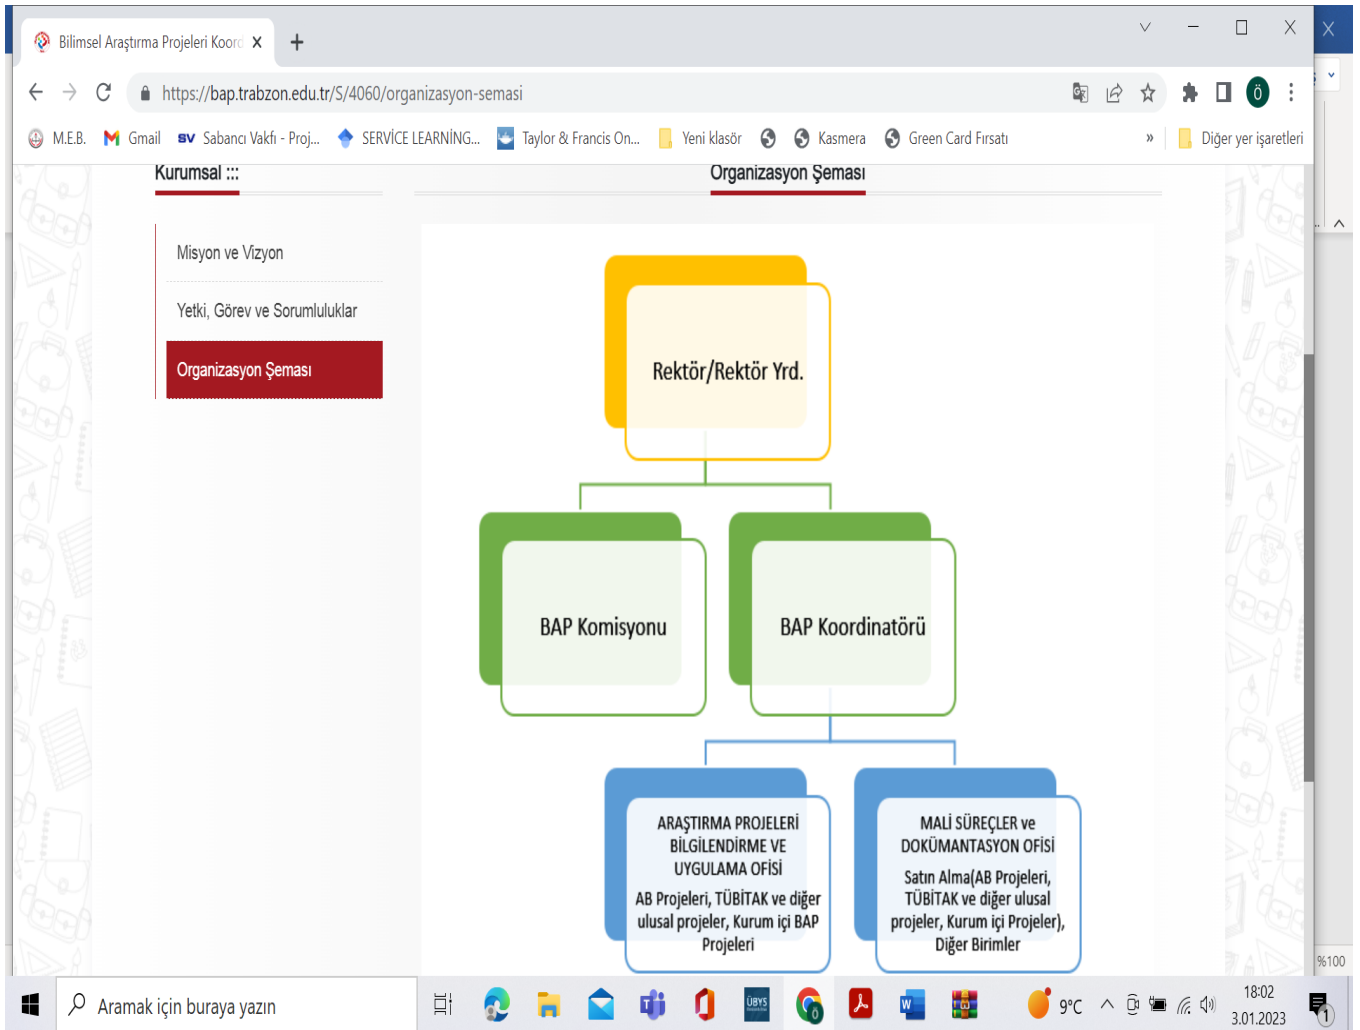 Bilimsel Araştırma Projeleri Koord
https://bap.trabzon.edu.tr/S/4060/organizasyon-semasi
Ö
M.E.B.
Gmail
sv Sabancı Vakfı - Proj...
SERVİCE LEARNİNG...
Taylor & Francis On...
Yeni klasör
Kasmera
Green Card Fırsatı
»
Diğer yer işaretleri
Kurumsal :::
Organizasyon Şeması
Misyon ve Vizyon
Yetki, Görev ve Sorumluluklar
Organizasyon Şeması
Rektör/Rektör Yrd.
BAP Komisyonu
BAP Koordinatörü
ARAŞTIRMA PROJELERİ
BİLGİLENDİRME VE
UYGULAMA OFİSİ
AB Projeleri, TÜBİTAK ve diğer
ulusal projeler, Kurum içi BAP
Projeleri
MALİ SÜREÇLER ve
DOKÜMANTASYON OFİSİ
Satın Alma(AB Projeleri,
TÜBİTAK ve diğer ulusal
projeler, Kurum içi Projeler),
Diğer Birimler
%100
Aramak için buraya yazın
ÜBYS
9°C
18:02
3.01.2023
1